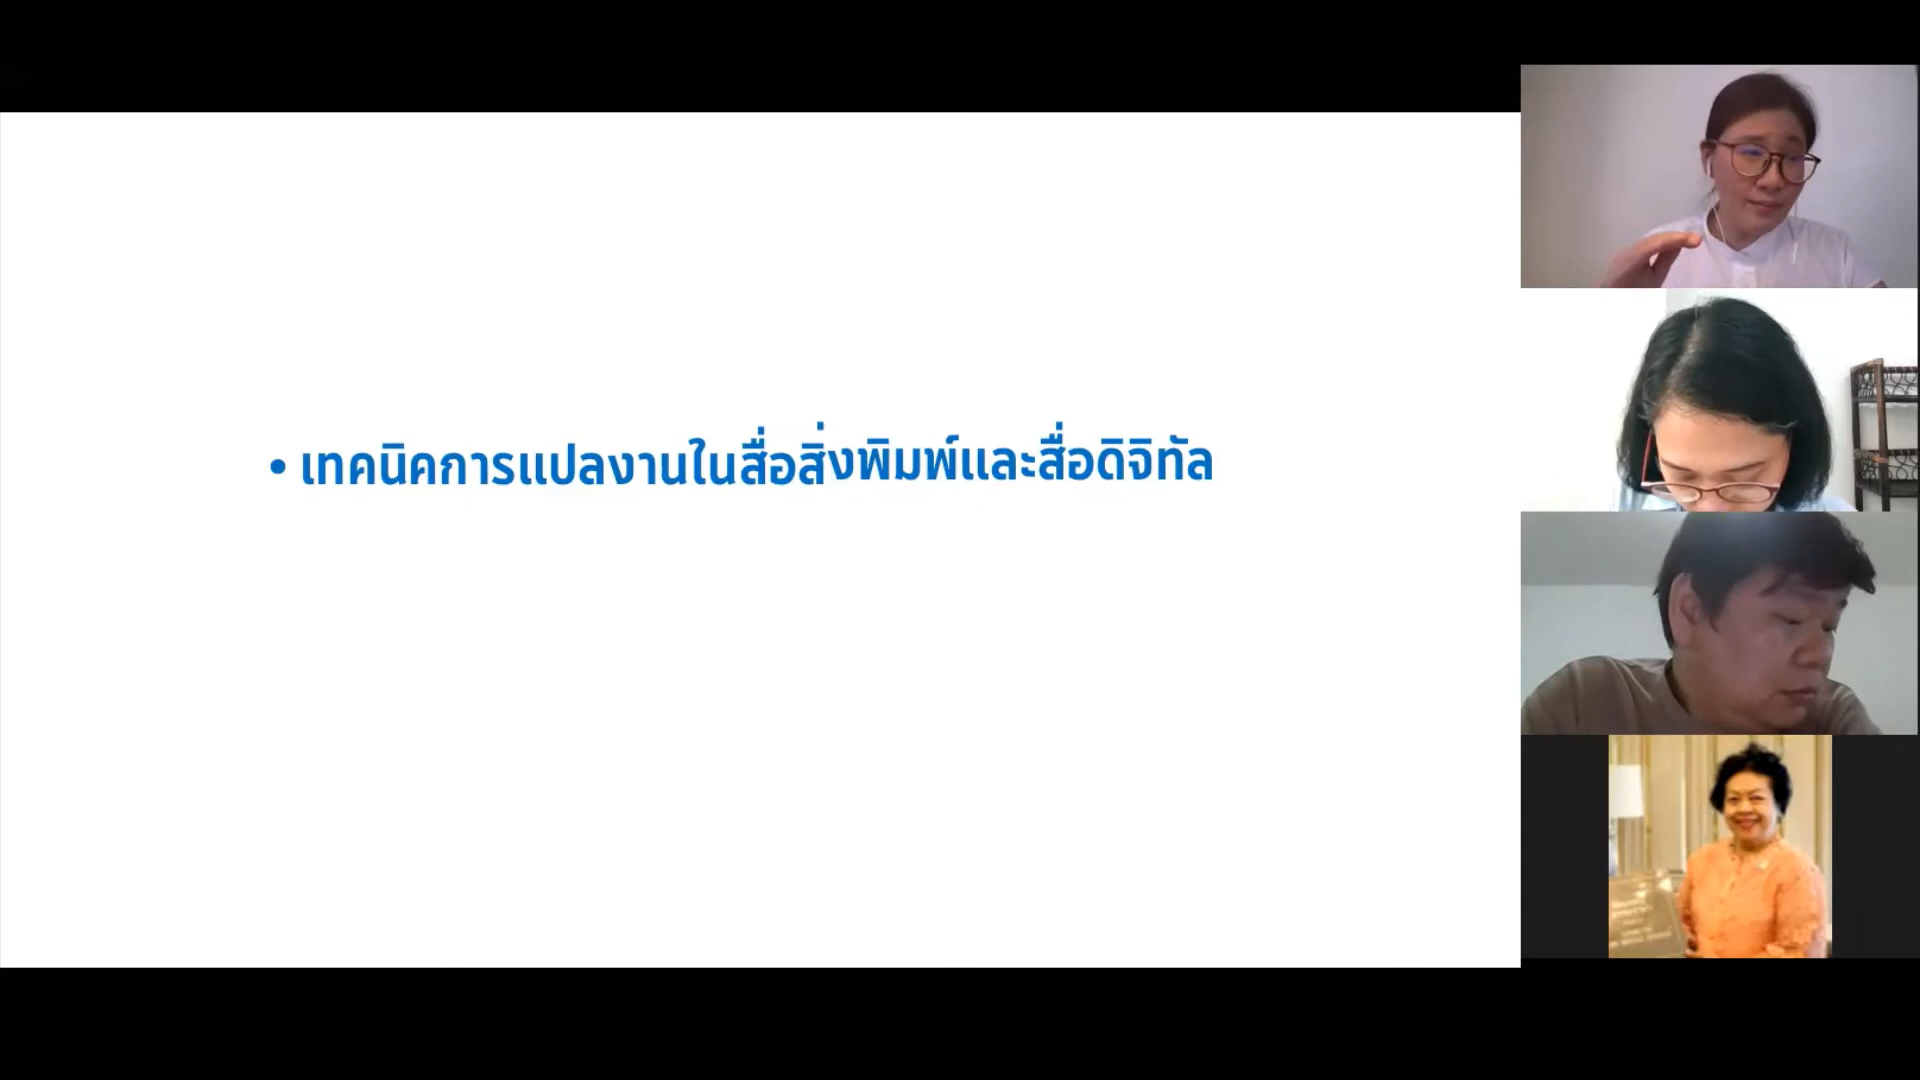 • เทคนิคการแปลงานในสื่อสิ่งพิมพ์และสื่อดิจิทัล